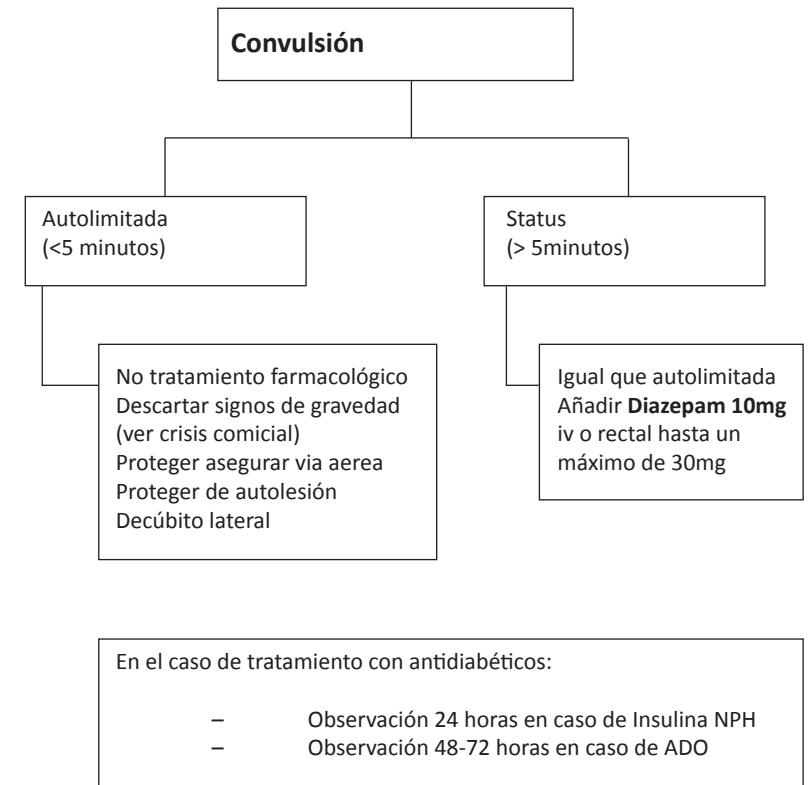 Convulsión
Autolimitada
(<5 minutos)
Status
(> 5minutos)
No tratamiento farmacológico
Descartar signos de gravedad
(ver crisis comicial)
Proteger asegurar via aerea
Proteger de autolesión
Decúbito lateral
Igual que autolimitada
Añadir Diazepam 10mg
iv o rectal hasta un
máximo de 30mg
En el caso de tratamiento con antidiabéticos:
– Observación 24 horas en caso de Insulina NPH
– Observación 48-72 horas en caso de ADO